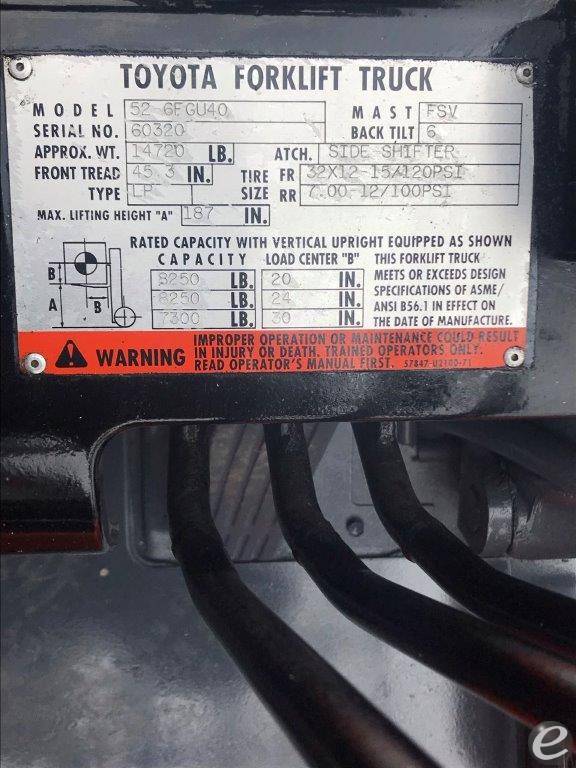 TOYOTA FORKLIFT TRUCK
MODEL 52 6FGU40 MAST FSV
SERIAL NO. 60320 BACK TILT 6
APPROX. WT. 14720 LB. ATCH. SIDE SHIFTER
FRONT TREAD 45.3 IN. TIRE FR 32X12-15/120PSI
TYPE LP SIZE RR 7.00-12/100PSI
MAX. LIFTING HEIGHT "A" 187 IN.
RATED CAPACITY WITH VERTICAL UPRIGHT EQUIPPED AS SHOWN
CAPACITY LOAD CENTER "B" THIS FORKLIFT TRUCK
B 8250 LB. 20 IN. MEETS OR EXCEEDS DESIGN
SPECIFICATIONS OF ASME/
A B 8250 LB. 24 IN. ANSI B56.1 IN EFFECT ON
7300 LB. 30 IN. THE DATE OF MANUFACTURE.
WARNING IMPROPER OPERATION OR MAINTENANCE COULD RESULT
IN INJURY OR DEATH. TRAINED OPERATORS ONLY.
READ OPERATOR'S MANUAL FIRST. 57847-U2100-71
e